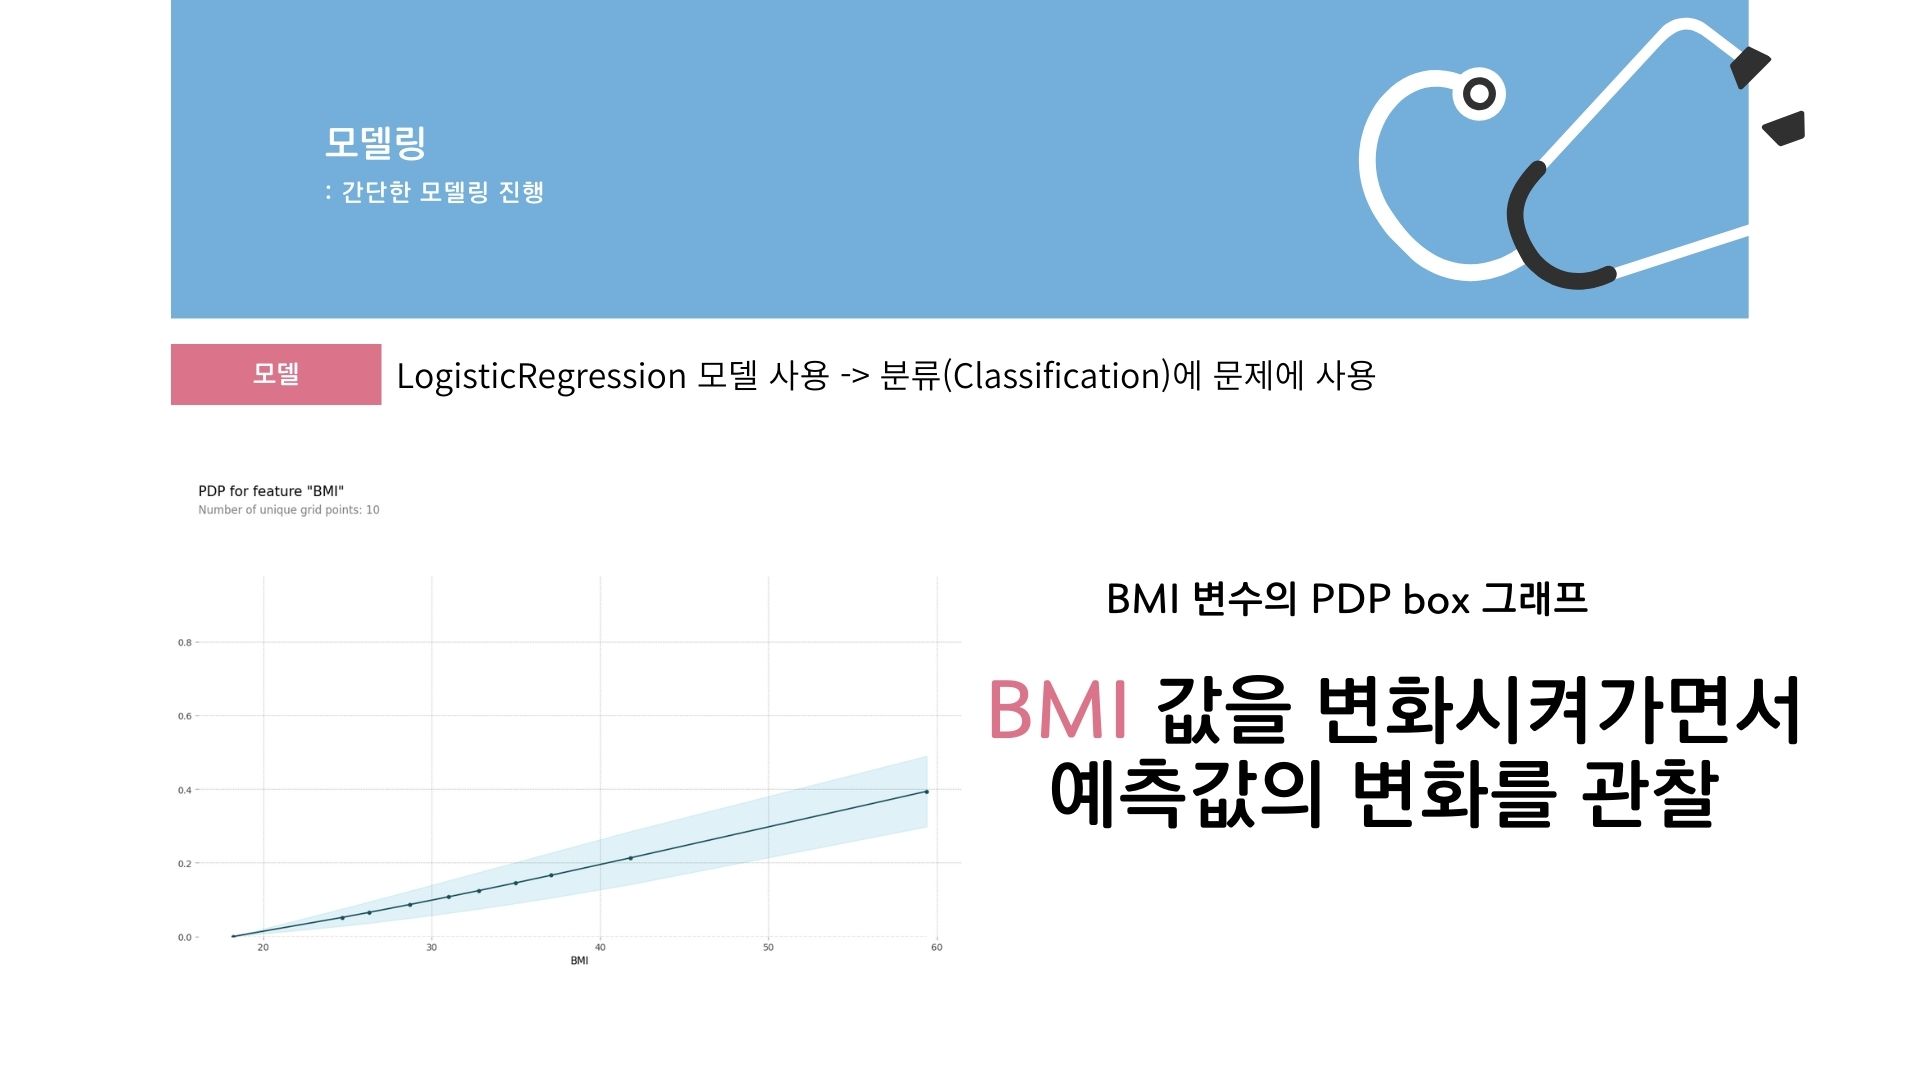 모델링
: 간단한 모델링 진행
모델
LogisticRegression 모델 사용 -> 분류(Classification)에 문제에 사용
PDP for feature "BMI"
Number of unique grid points: 10
0.8
0.6
0.4
0.2
0.0
20 30 40 50 60
BMI
BMI 변수의 PDP box 그래프
BMI 값을 변화시켜가면서
예측값의 변화를 관찰